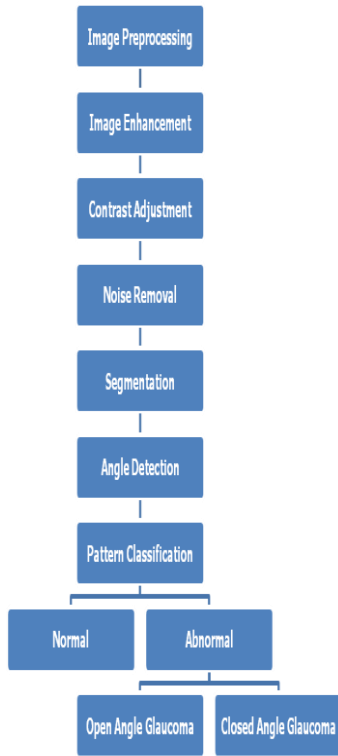 Image Preprocessing
Image Enhancement
Contrast Adjustment
Noise Removal
Segmentation
Angle Detection
Pattern Classification
Normal
Abnormal
Open Angle Glaucoma
Closed Angle Glaucoma